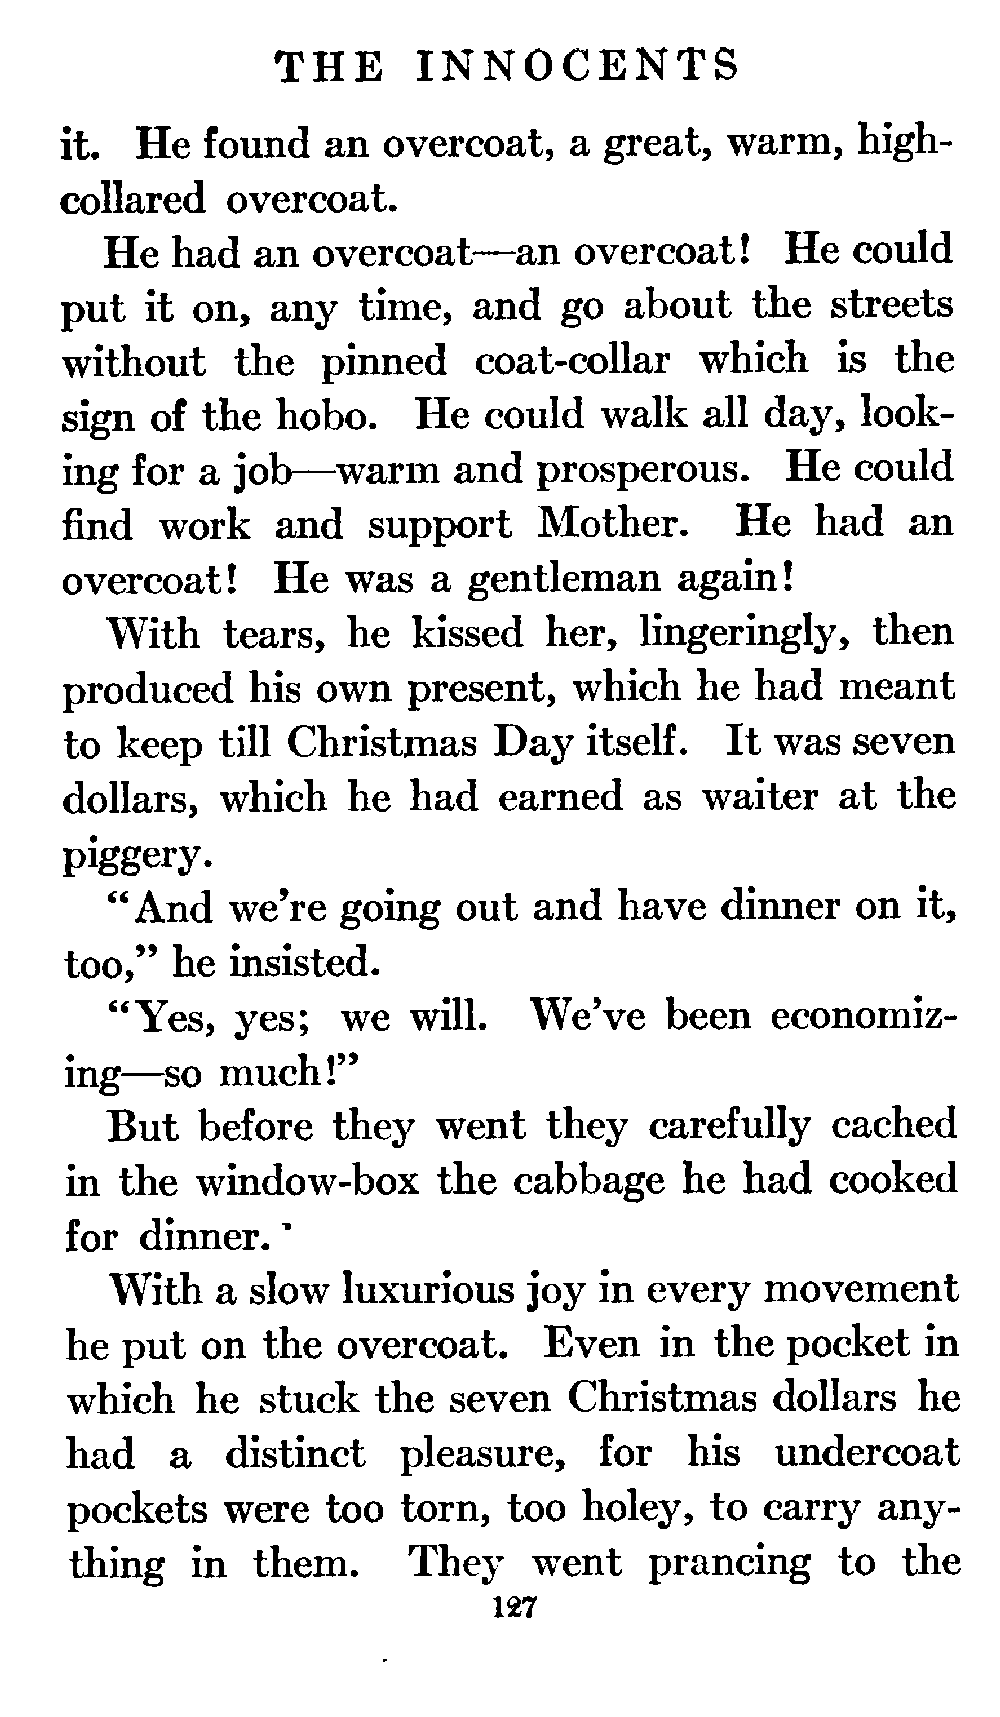 THE INNOCENTS
it. He found an overcoat, a great, warm, high-
collared overcoat.
He had an overcoat—an overcoat! He could
put it on, any time, and go about the streets
without the pinned coat-collar which is the
sign of the hobo. He could walk all day, look-
ing for a job—warm and prosperous. He could
find work and support Mother. He had an
overcoat! He was a gentleman again!
With tears, he kissed her, lingeringly, then
produced his own present, which he had meant
to keep till Christmas Day itself. It was seven
dollars, which he had earned as waiter at the
piggery.
“And we’re going out and have dinner on it,
too,” he insisted.
“Yes, yes; we will. We’ve been economiz-
ing—so much!”
But before they went they carefully cached
in the window-box the cabbage he had cooked
for dinner.
With a slow luxurious joy in every movement
he put on the overcoat. Even in the pocket in
which he stuck the seven Christmas dollars he
had a distinct pleasure, for his undercoat
pockets were too torn, too holey, to carry any-
thing in them. They went prancing to the
127